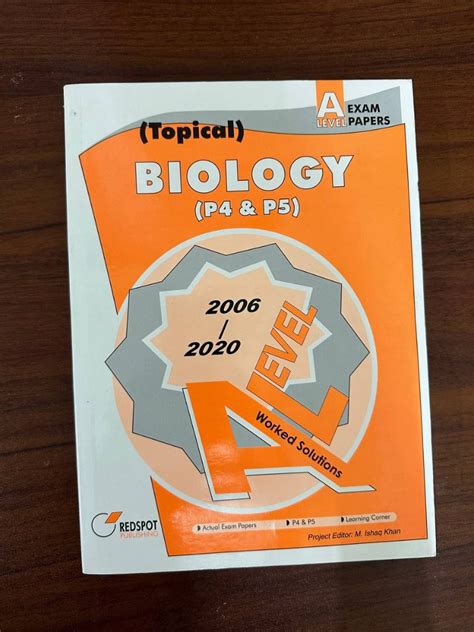 A LEVEL
EXAM
PAPERS
(Topical)
BIOLOGY
(P4 & P5)
2006
/
2020
A LEVEL
Worked Solutions
REDSPOT
PUBLISHING
Actual Exam Papers
P4 & P5
Learning Corner
Project Editor: M. Ishaq Khan